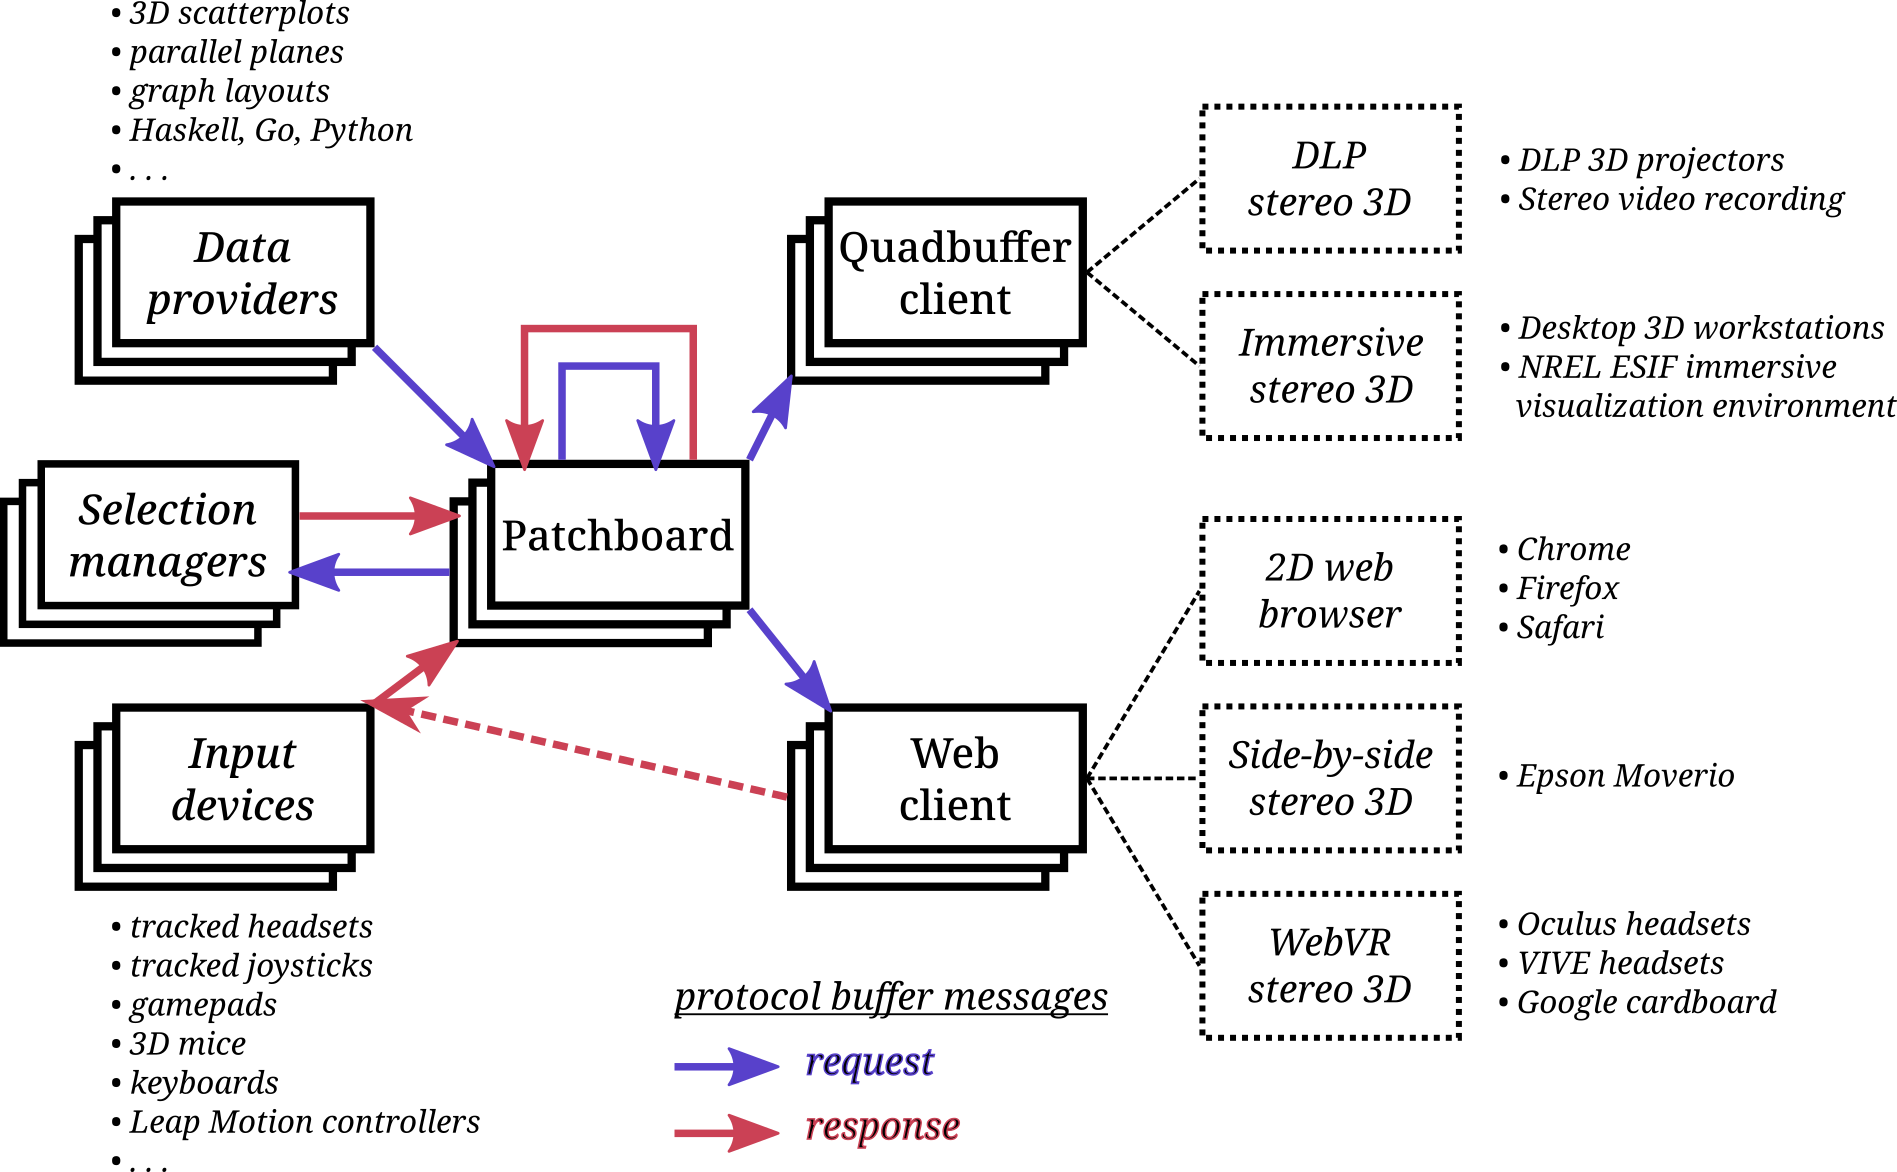 • 3D scatterplots
• parallel planes
• graph layouts
• Haskell, Go, Python
• . . .
Data
providers
Selection
managers
Input
devices
• tracked headsets
• tracked joysticks
• gamepads
• 3D mice
• keyboards
• Leap Motion controllers
• . . .
Patchboard
Quadbuffer
client
Web
client
protocol buffer messages
request
response
DLP
stereo 3D
• DLP 3D projectors
• Stereo video recording
Immersive
stereo 3D
• Desktop 3D workstations
• NREL ESIF immersive
visualization environment
2D web
browser
• Chrome
• Firefox
• Safari
Side-by-side
stereo 3D
• Epson Moverio
WebVR
stereo 3D
• Oculus headsets
• VIVE headsets
• Google cardboard